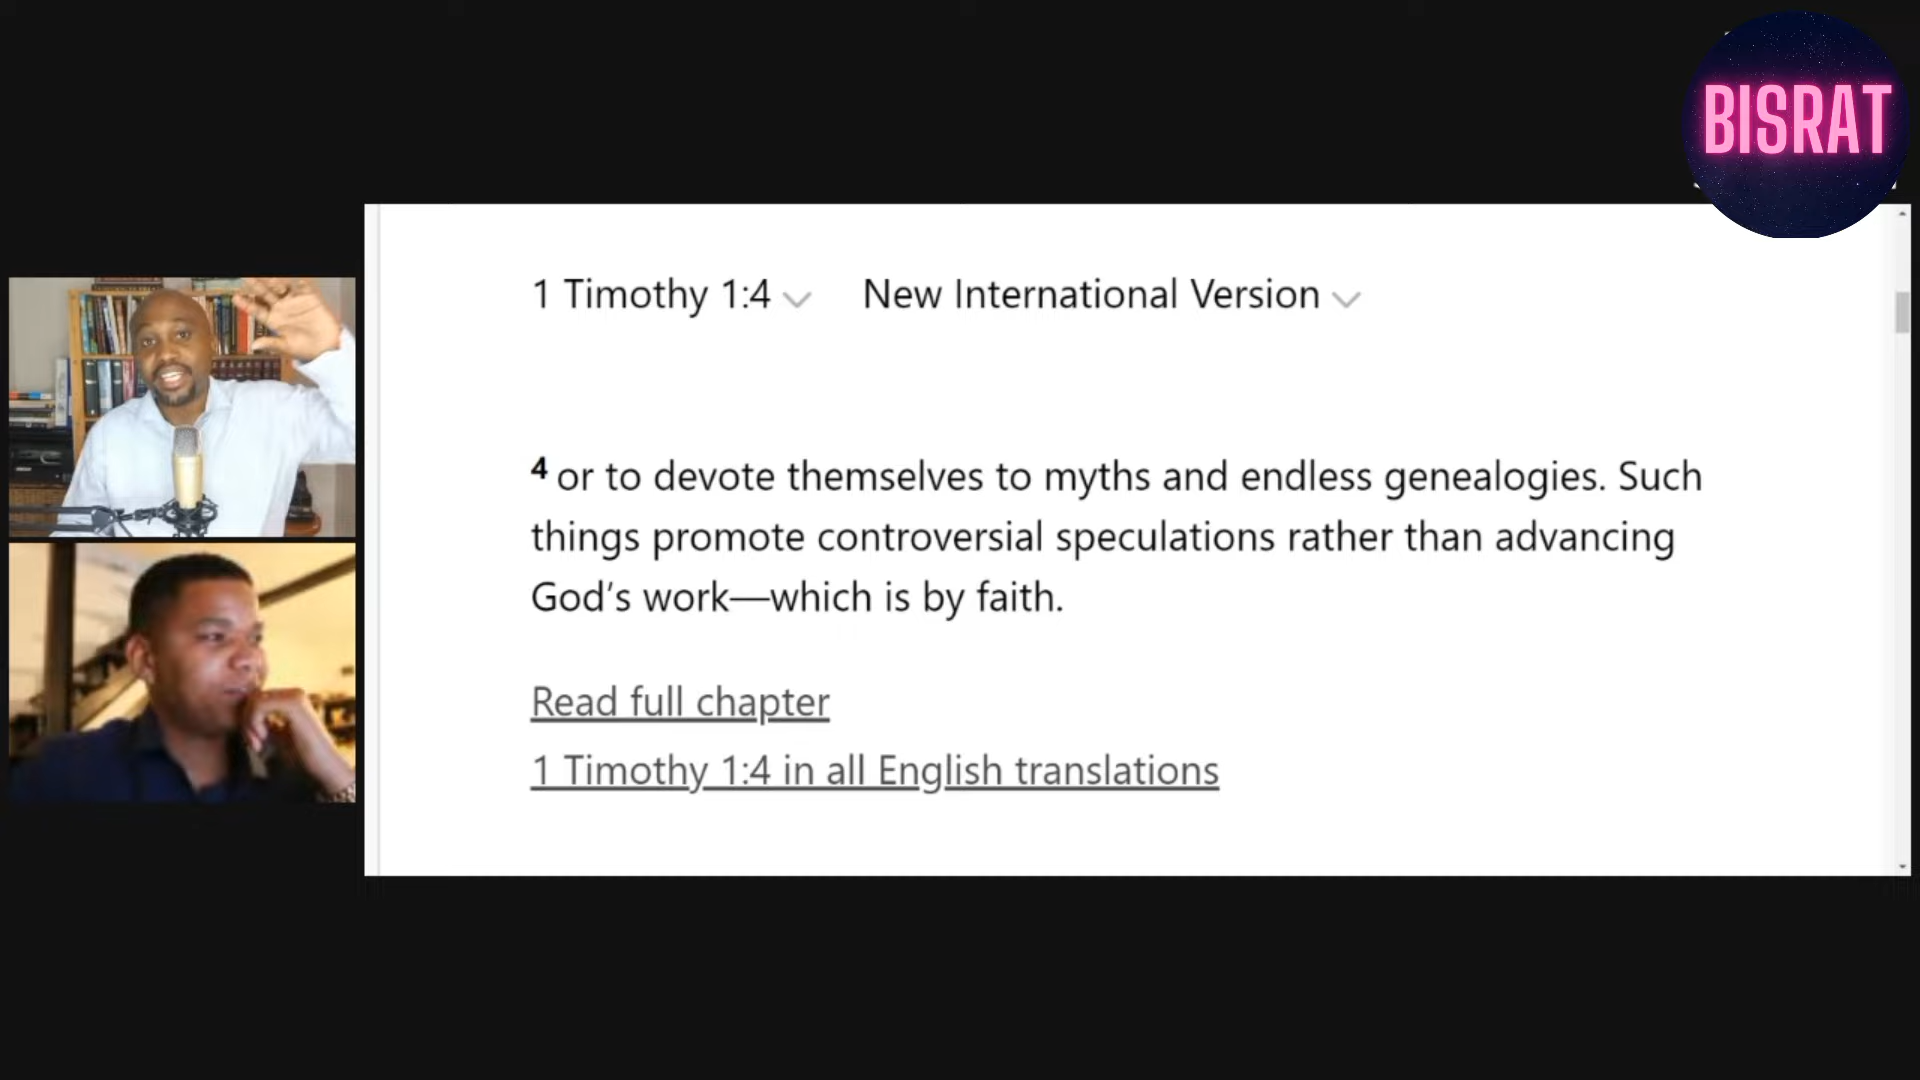 BISRAT
1 Timothy 1:4 New International Version
4 or to devote themselves to myths and endless genealogies. Such
things promote controversial speculations rather than advancing
God's work—which is by faith.
Read full chapter
1 Timothy 1:4 in all English translations